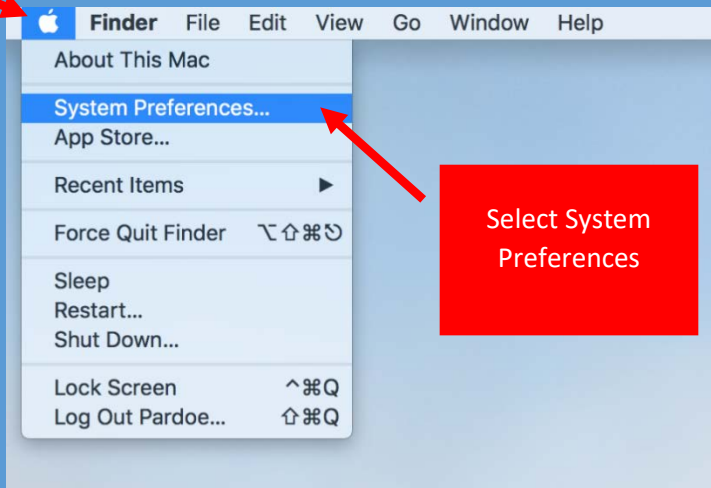 Finder File Edit View Go Window Help
About This Mac
System Preferences...
App Store...
Recent Items ▶
Force Quit Finder ⌥⇧⌘⎋
Sleep
Restart...
Shut Down...
Lock Screen ^⌘Q
Log Out Pardoe... ⇧⌘Q
Select System
Preferences